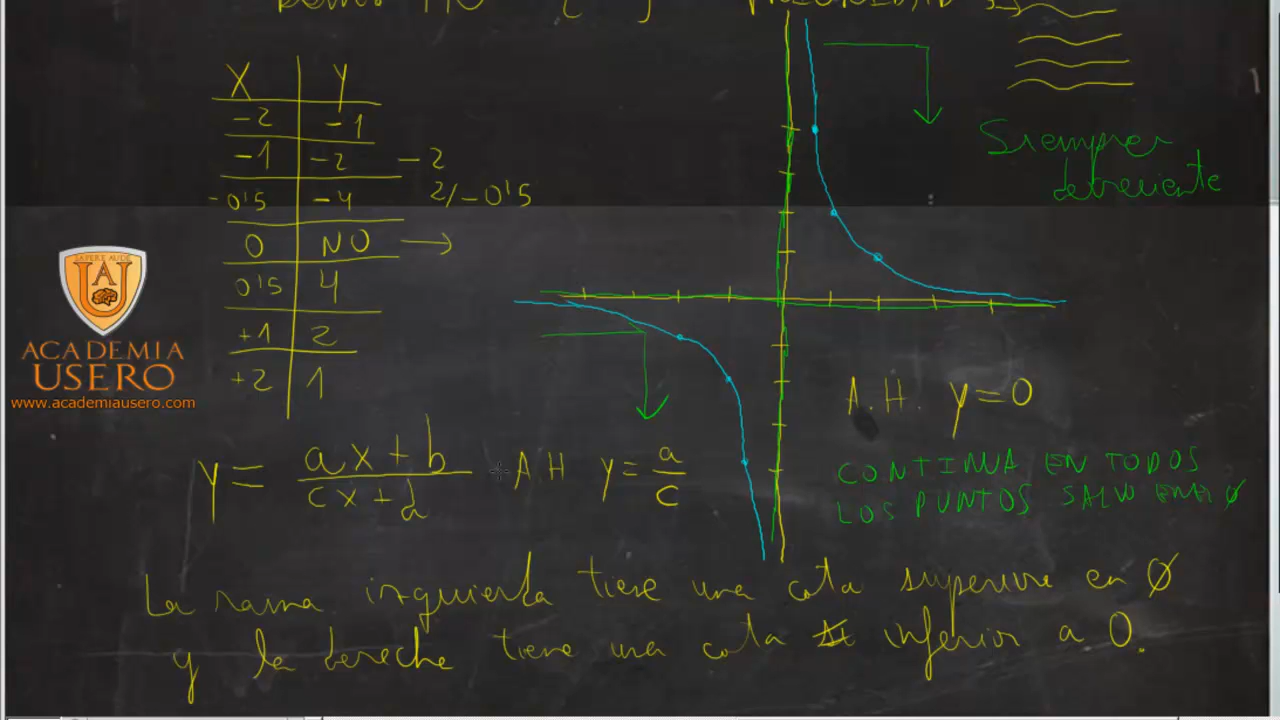 X Y
-2 -1
-1 -2 -2
-0'5 -4 2/-0'5
0 NO →
0'5 4
+1 2
+2 1
Siempre
decreciente
SAPERE AUDE
UA
ACADEMIA
USERO
www.academiausero.com
A.H. y=0
y = ax+b / cx+d A.H y = a/c
CONTINUA EN TODOS
LOS PUNTOS SALVO EN EL 0
La rama izquierda tiene una cota superior en 0
y la derecha tiene una cota inferior a 0.